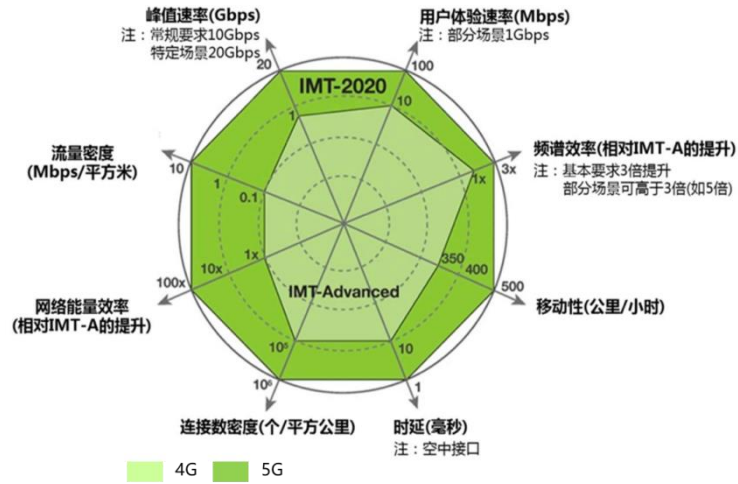 峰值速率(Gbps)
注：常规要求10Gbps
特定场景20Gbps
用户体验速率(Mbps)
注：部分场景1Gbps
20
100
IMT-2020
1
10
流量密度
(Mbps/平方米)
频谱效率(相对IMT-A的提升)
注：基本要求3倍提升
部分场景可高于3倍(如5倍)
10
1
0.1
1x
3x
网络能量效率
(相对IMT-A的提升)
100x
10x
1x
350
400
500
移动性(公里/小时)
IMT-Advanced
10⁵
10
10⁶
1
连接数密度(个/平方公里)
时延(毫秒)
注：空中接口
4G
5G